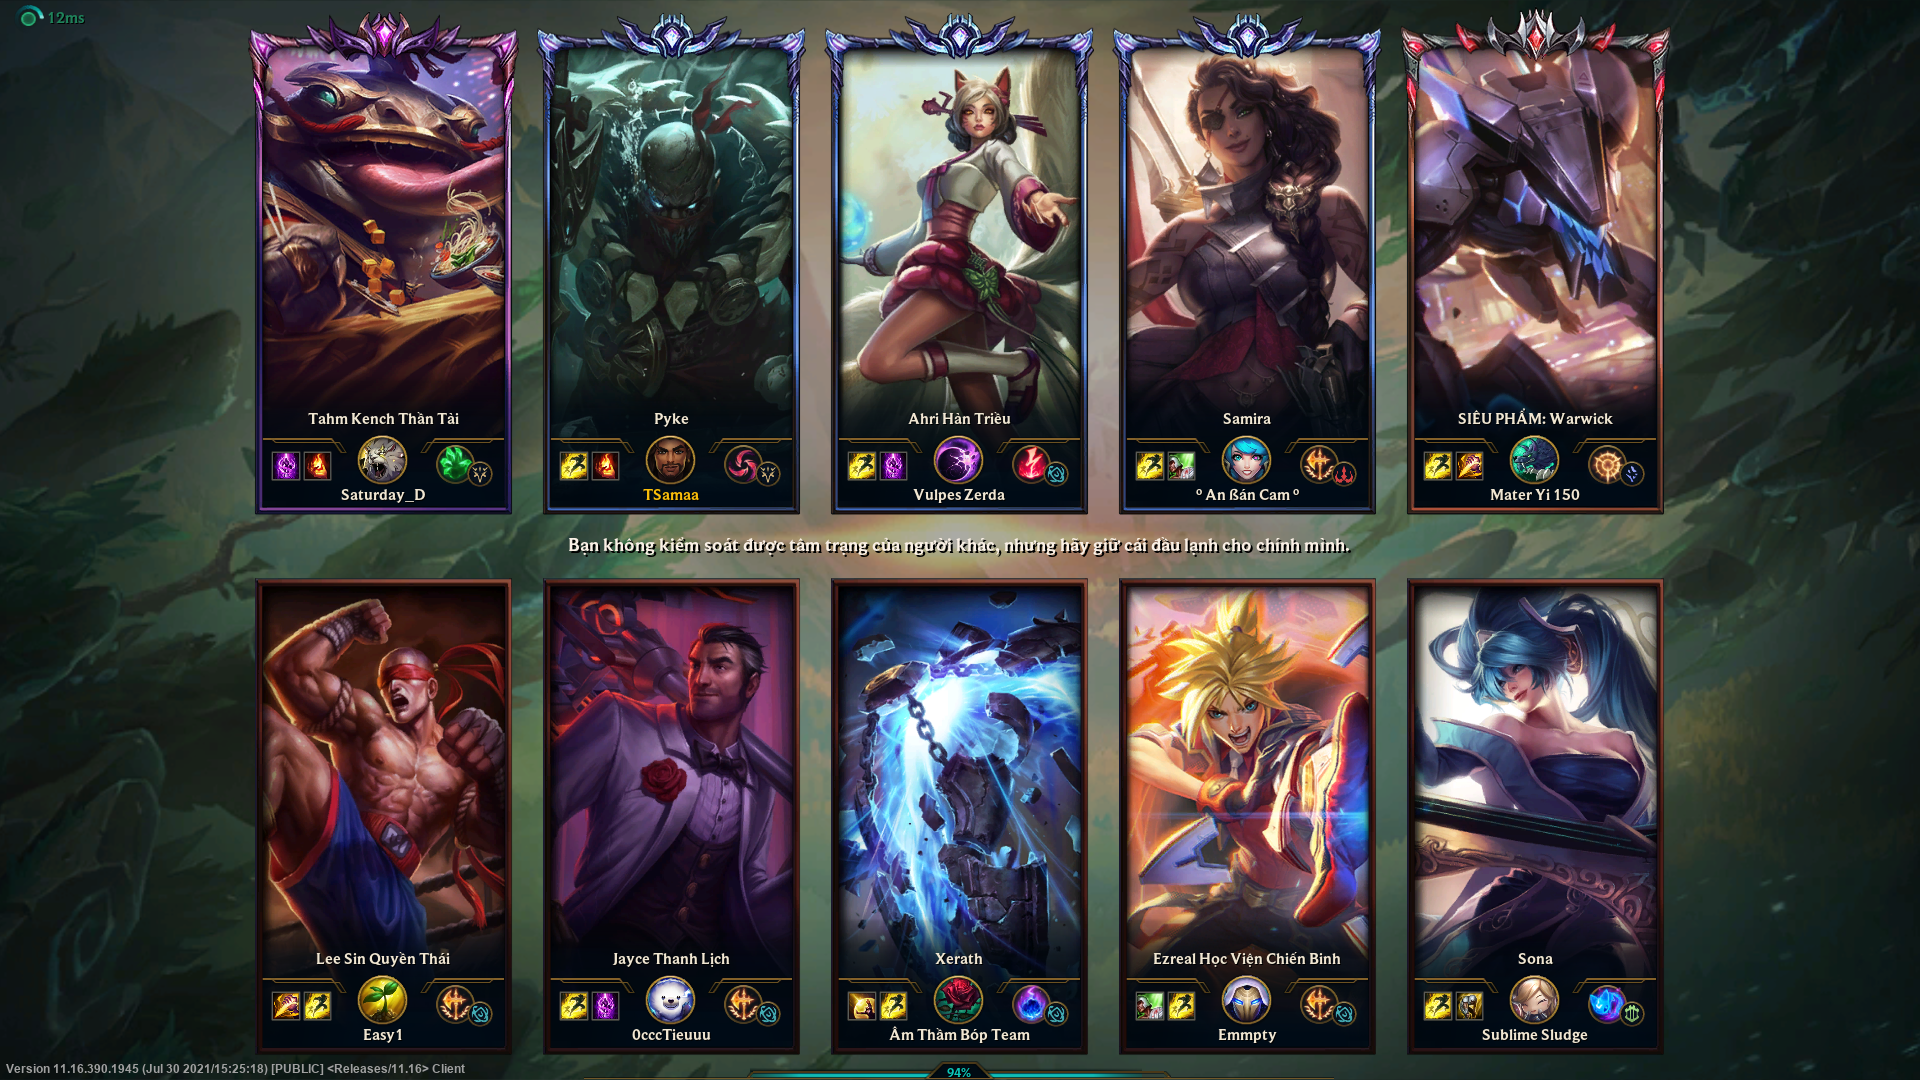 12ms
Tahm Kench Thần Tài
Saturday_D
Pyke
TSamaa
Ahri Hàn Triều
Vulpes Zerda
Samira
º An ßán Cam º
SIÊU PHẨM: Warwick
Mater Yi 150
Bạn không kiểm soát được tâm trạng của người khác, nhưng hãy giữ cái đầu lạnh cho chính mình.
Lee Sin Quyền Thái
Easy1
Jayce Thanh Lịch
0cccTieuuu
Xerath
Âm Thầm Bóp Team
Ezreal Học Viện Chiến Binh
Emmpty
Sona
Sublime Sludge
Version 11.16.390.1945 (Jul 30 2021/15:25:18) [PUBLIC] <Releases/11.16> Client
94%